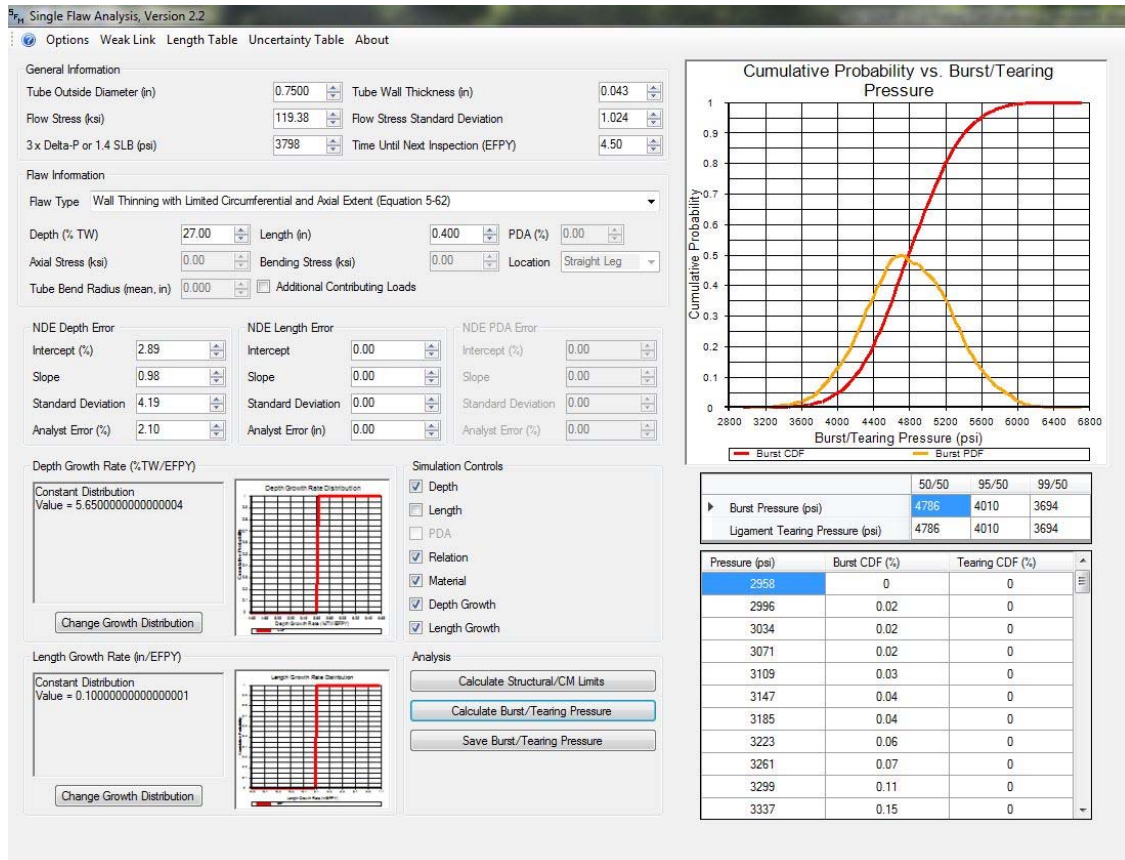 SFM Single Flaw Analysis, Version 2.2
Options Weak Link Length Table Uncertainty Table About
General Information
Tube Outside Diameter (in) 0.7500 Tube Wall Thickness (in) 0.043
Flow Stress (ksi) 119.38 Flow Stress Standard Deviation 1.024
3 x Delta-P or 1.4 SLB (psi) 3798 Time Until Next Inspection (EFPY) 4.50
Flaw Information
Flaw Type Wall Thinning with Limited Circumferential and Axial Extent (Equation 5-62)
Depth (% TW) 27.00 Length (in) 0.400 PDA (%) 0.00
Axial Stress (ksi) 0.00 Bending Stress (ksi) 0.00 Location Straight Leg
Tube Bend Radius (mean, in) 0.000 Additional Contributing Loads
NDE Depth Error NDE Length Error NDE PDA Error
Intercept (%) 2.89 Intercept 0.00 Intercept (%) 0.00
Slope 0.98 Slope 0.00 Slope 0.00
Standard Deviation 4.19 Standard Deviation 0.00 Standard Deviation 0.00
Analyst Error (%) 2.10 Analyst Error (in) 0.00 Analyst Error (%) 0.00
Depth Growth Rate (%TW/EFPY)
Constant Distribution
Value = 5.6500000000000004
Depth Growth Rate Distribution
Cumulative Probability
Depth Growth Rate (%TW/EFPY)
Change Growth Distribution
Simulation Controls
Depth
Length
PDA
Relation
Material
Depth Growth
Length Growth
Length Growth Rate (in/EFPY)
Constant Distribution
Value = 0.10000000000000001
Length Growth Rate Distribution
Length Growth Rate (in/EFPY)
Change Growth Distribution
Analysis
Calculate Structural/CM Limits
Calculate Burst/Tearing Pressure
Save Burst/Tearing Pressure
Cumulative Probability vs. Burst/Tearing
Pressure
Cumulative Probability
1
0.9
0.8
0.7
0.6
0.5
0.4
0.3
0.2
0.1
0
2800 3200 3600 4000 4400 4800 5200 5600 6000 6400 6800
Burst/Tearing Pressure (psi)
Burst CDF Burst PDF
50/50 95/50 99/50
Burst Pressure (psi) 4786 4010 3694
Ligament Tearing Pressure (psi) 4786 4010 3694
Pressure (psi) Burst CDF (%) Tearing CDF (%)
2958 0 0
2996 0.02 0
3034 0.02 0
3071 0.02 0
3109 0.03 0
3147 0.04 0
3185 0.04 0
3223 0.06 0
3261 0.07 0
3299 0.11 0
3337 0.15 0